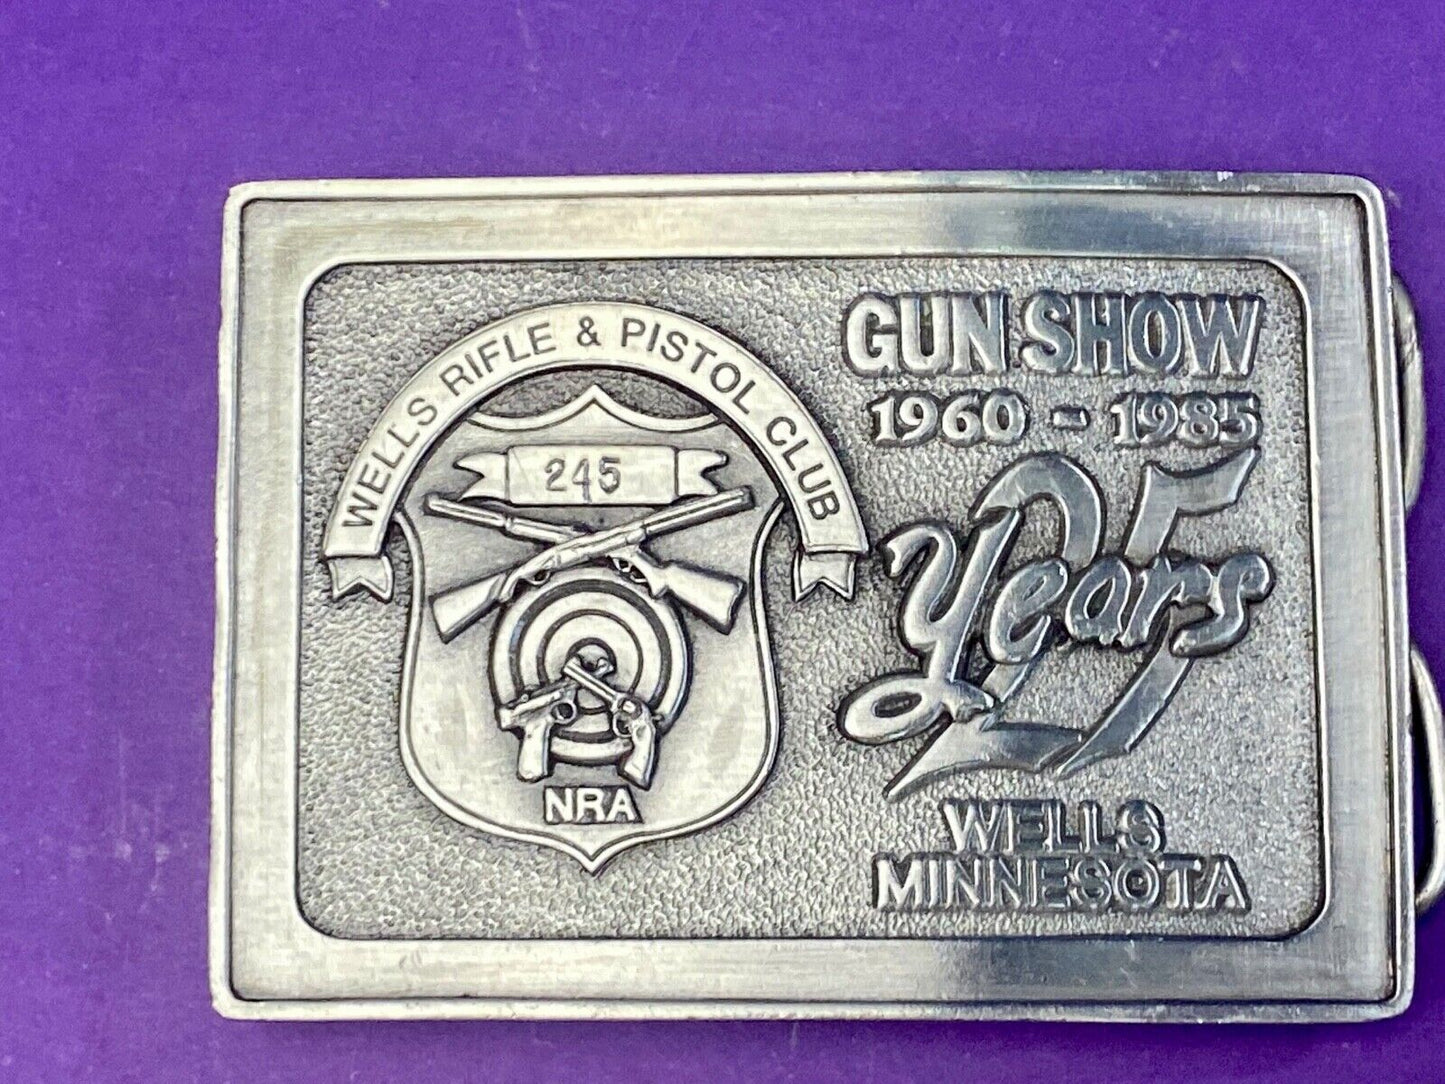 WELLS RIFLE & PISTOL CLUB
245
NRA
GUN SHOW
1960 - 1985
25
Years
WELLS
MINNESOTA